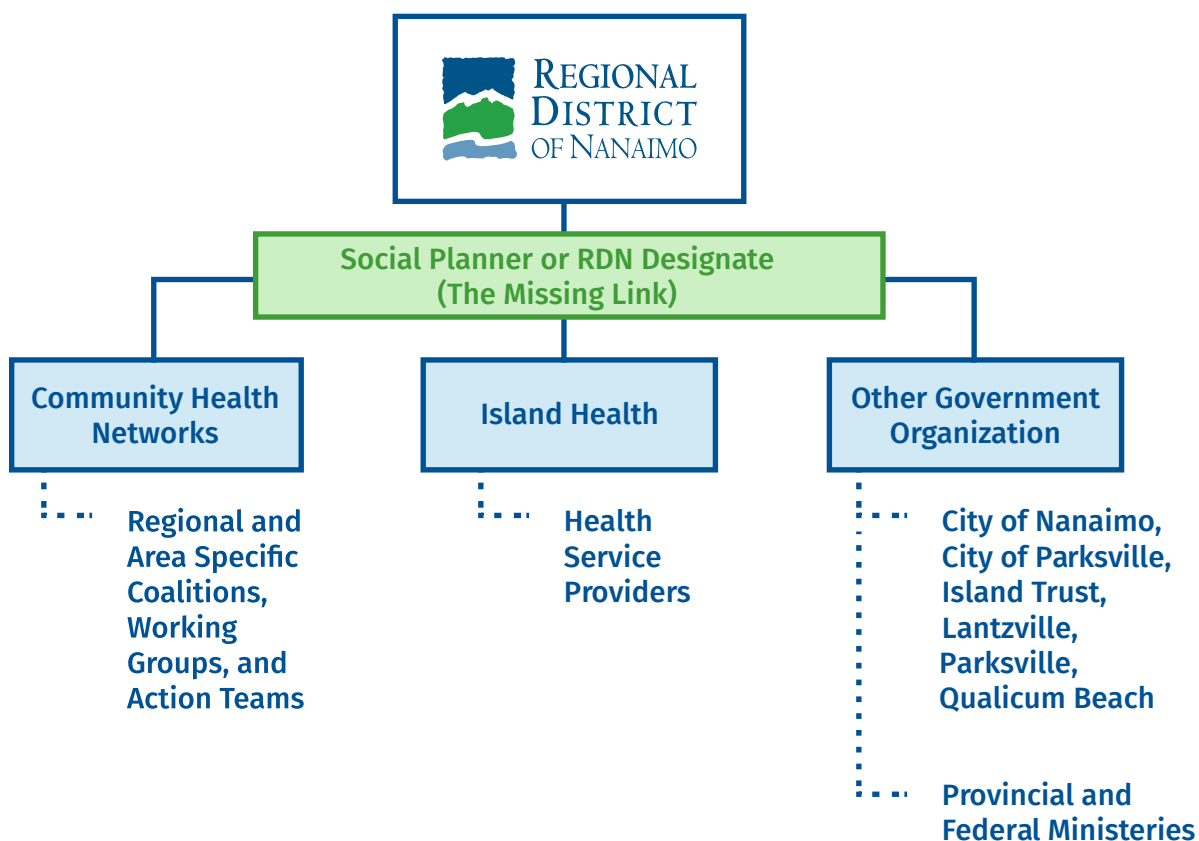 REGIONAL
DISTRICT
OF NANAIMO
Social Planner or RDN Designate
(The Missing Link)
Community Health
Networks
Island Health
Other Government
Organization
Regional and
Area Specific
Coalitions,
Working
Groups, and
Action Teams
Health
Service
Providers
City of Nanaimo,
City of Parksville,
Island Trust,
Lantzville,
Parksville,
Qualicum Beach
Provincial and
Federal Ministeries